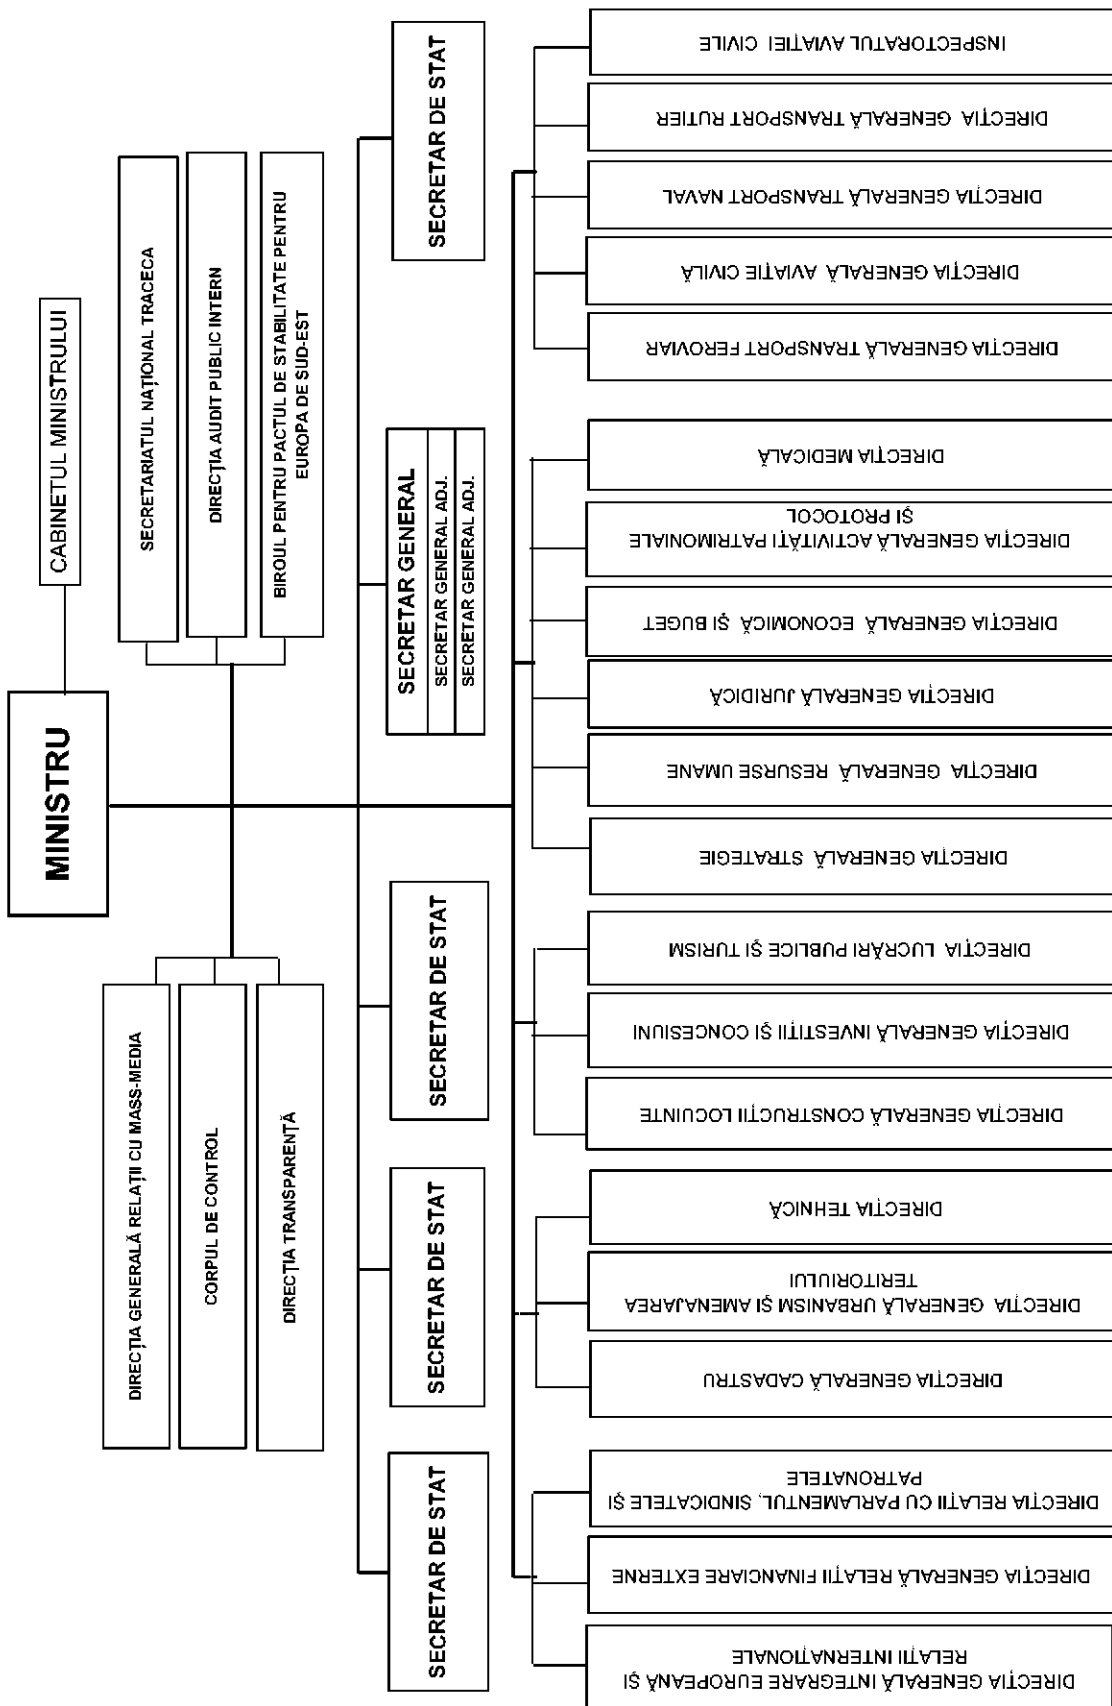 MINISTRU
CABINETUL MINISTRULUI
DIRECȚIA GENERALĂ RELAȚII CU MASS-MEDIA
CORPUL DE CONTROL
DIRECȚIA TRANSPARENȚĂ
SECRETARIATUL NAȚIONAL TRACECA
DIRECȚIA AUDIT PUBLIC INTERN
BIROUL PENTRU PACTUL DE STABILITATE PENTRU
EUROPA DE SUD-EST
SECRETAR DE STAT
SECRETAR DE STAT
SECRETAR DE STAT
SECRETAR GENERAL
SECRETAR GENERAL ADJ.
SECRETAR GENERAL ADJ.
SECRETAR DE STAT
DIRECȚIA GENERALĂ INTEGRARE EUROPEANĂ ȘI
RELAȚII INTERNAȚIONALE
DIRECȚIA GENERALĂ RELAȚII FINANCIARE EXTERNE
DIRECȚIA RELAȚII CU PARLAMENTUL, SINDICATELE ȘI
PATRONATELE
DIRECȚIA GENERALĂ CADASTRU
DIRECȚIA GENERALĂ URBANISM ȘI AMENAJAREA
TERITORIULUI
DIRECȚIA TEHNICĂ
DIRECȚIA GENERALĂ CONSTRUCȚII LOCUINTE
DIRECȚIA GENERALĂ INVESTIȚII ȘI CONCESIUNI
DIRECȚIA LUCRĂRI PUBLICE ȘI TURISM
DIRECȚIA GENERALĂ STRATEGIE
DIRECȚIA GENERALĂ RESURSE UMANE
DIRECȚIA GENERALĂ JURIDICĂ
DIRECȚIA GENERALĂ ECONOMICĂ ȘI BUGET
DIRECȚIA GENERALĂ ACTIVITĂȚI PATRIMONIALE
ȘI PROTOCOL
DIRECȚIA MEDICALĂ
DIRECȚIA GENERALĂ TRANSPORT FEROVIAR
DIRECȚIA GENERALĂ AVIAȚIE CIVILĂ
DIRECȚIA GENERALĂ TRANSPORT NAVAL
DIRECȚIA GENERALĂ TRANSPORT RUTIER
INSPECTORATUL AVIAȚIEI CIVILE